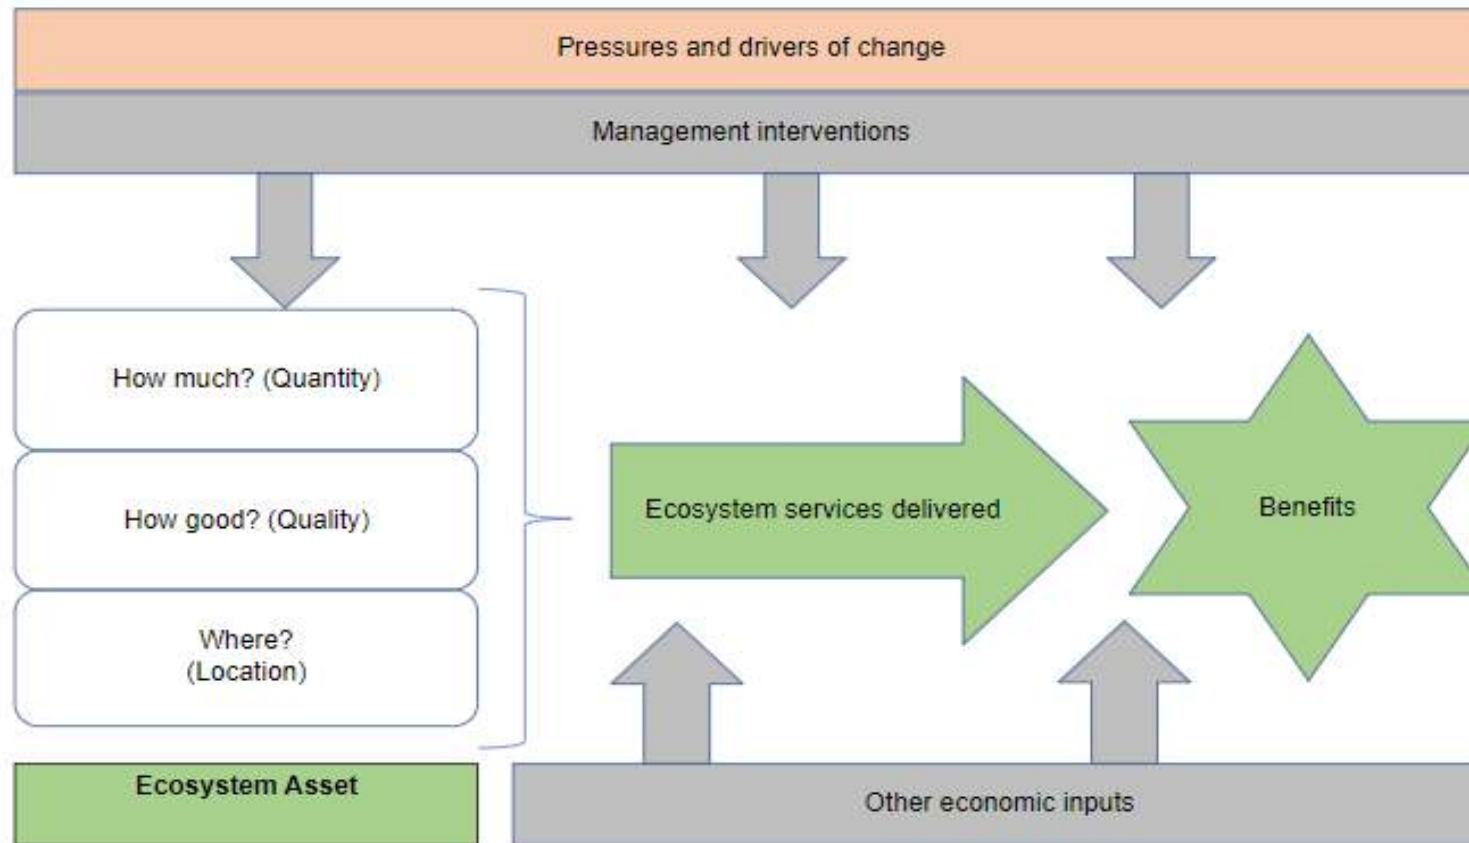 Pressures and drivers of change
Management interventions
How much? (Quantity)
How good? (Quality)
Where?
(Location)
Ecosystem services delivered
Benefits
Ecosystem Asset
Other economic inputs